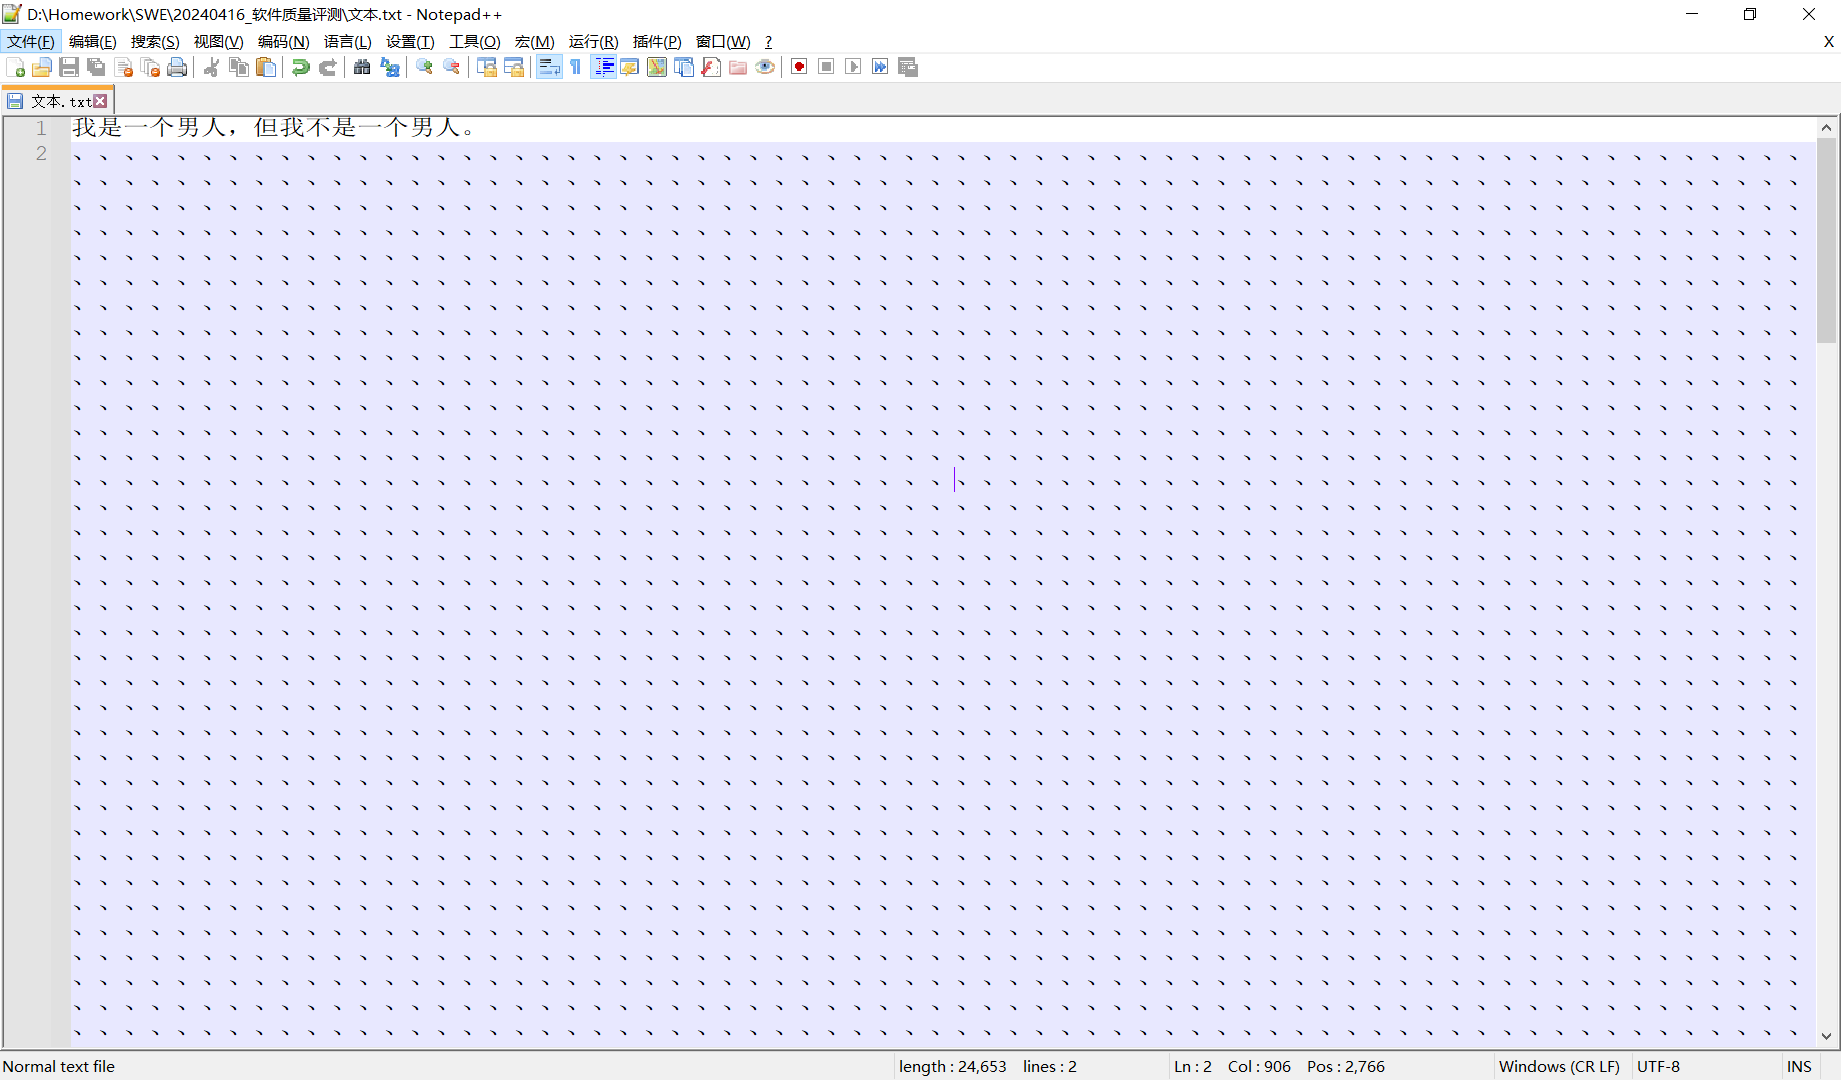 D:\Homework\SWE\20240416_软件质量评测\文本.txt - Notepad++
文件(F) 编辑(E) 搜索(S) 视图(V) 编码(N) 语言(L) 设置(T) 工具(O) 宏(M) 运行(R) 插件(P) 窗口(W) ? X
文本.txt
1 我是一个男人，但我不是一个男人。
2 、、、、、、、、、、、、、、、、、、、、、、、、、、、、、、、、、、、、、、、、、、、、、、、、、、、、、、、、、、、、、、、、、、、
Normal text file length : 24,653 lines : 2 Ln : 2 Col : 906 Pos : 2,766 Windows (CR LF) UTF-8 INS